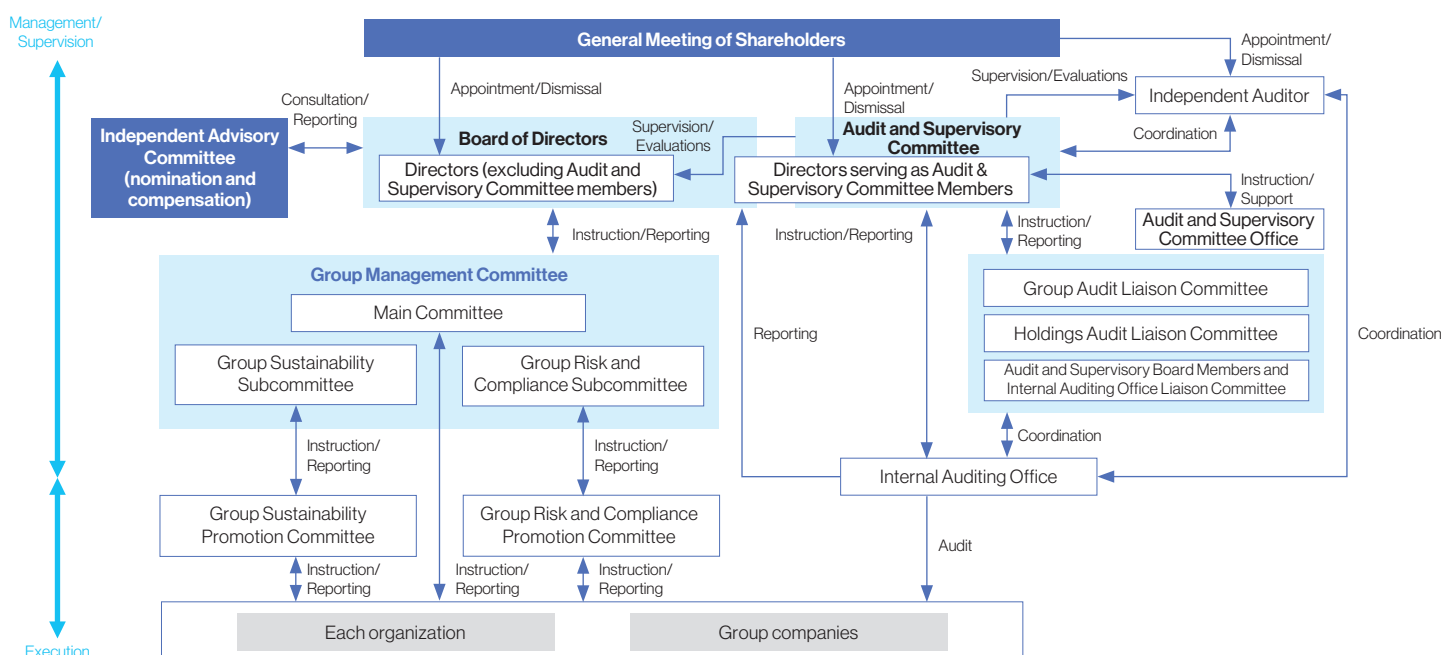 Management/
Supervision
General Meeting of Shareholders
Appointment/
Dismissal
Supervision/Evaluations
Independent Auditor
Appointment/Dismissal
Appointment/
Dismissal
Consultation/
Reporting
Coordination
Independent Advisory
Committee
(nomination and
compensation)
Board of Directors
Supervision/
Evaluations
Audit and Supervisory
Committee
Directors (excluding Audit and
Supervisory Committee members)
Directors serving as Audit &
Supervisory Committee Members
Instruction/
Support
Audit and Supervisory
Committee Office
Instruction/Reporting
Instruction/Reporting
Instruction/
Reporting
Group Management Committee
Main Committee
Group Sustainability
Subcommittee
Group Risk and
Compliance Subcommittee
Reporting
Group Audit Liaison Committee
Holdings Audit Liaison Committee
Audit and Supervisory Board Members and
Internal Auditing Office Liaison Committee
Coordination
Instruction/
Reporting
Instruction/
Reporting
Coordination
Internal Auditing Office
Group Sustainability
Promotion Committee
Group Risk and Compliance
Promotion Committee
Audit
Instruction/
Reporting
Instruction/
Reporting
Instruction/
Reporting
Each organization
Group companies
Execution